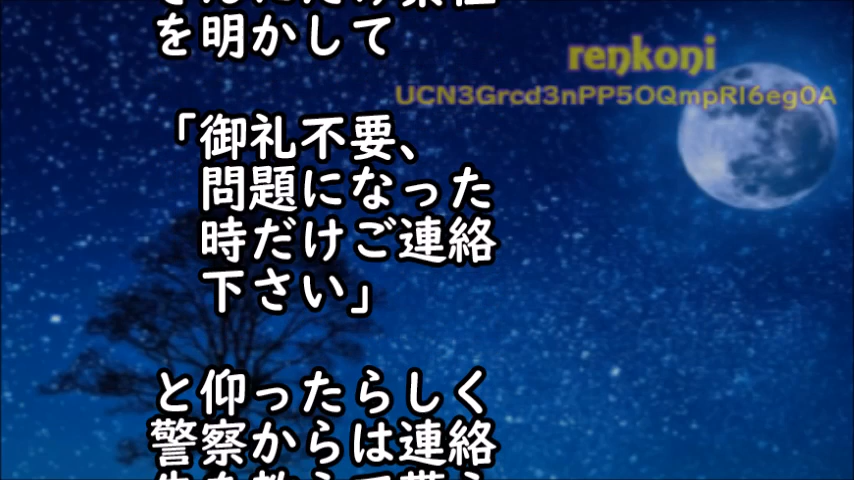 を明かして
「御礼不要、
問題になった
時だけご連絡
下さい」
と仰ったらしく
警察からは連絡
renkoni
UCN3Grcd3nPP5OQmpRI6eg0A